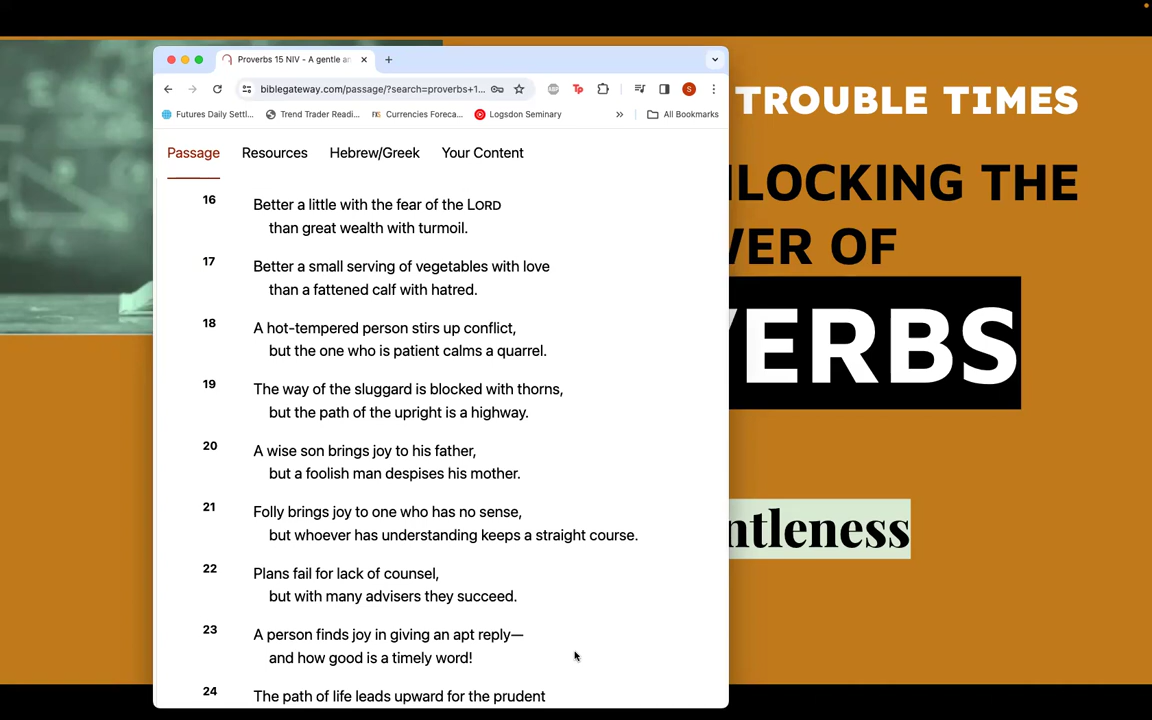 Proverbs 15 NIV - A gentle an
biblegateway.com/passage/?search=proverbs+1...
Futures Daily Settl...
Trend Trader Readi...
Currencies Foreca...
Logsdon Seminary
All Bookmarks
Passage
Resources
Hebrew/Greek
Your Content
16 Better a little with the fear of the LORD
than great wealth with turmoil.
17 Better a small serving of vegetables with love
than a fattened calf with hatred.
18 A hot-tempered person stirs up conflict,
but the one who is patient calms a quarrel.
19 The way of the sluggard is blocked with thorns,
but the path of the upright is a highway.
20 A wise son brings joy to his father,
but a foolish man despises his mother.
21 Folly brings joy to one who has no sense,
but whoever has understanding keeps a straight course.
22 Plans fail for lack of counsel,
but with many advisers they succeed.
23 A person finds joy in giving an apt reply—
and how good is a timely word!
24 The path of life leads upward for the prudent
TROUBLE TIMES
NLOCKING THE
WER OF
VERBS
ntleness